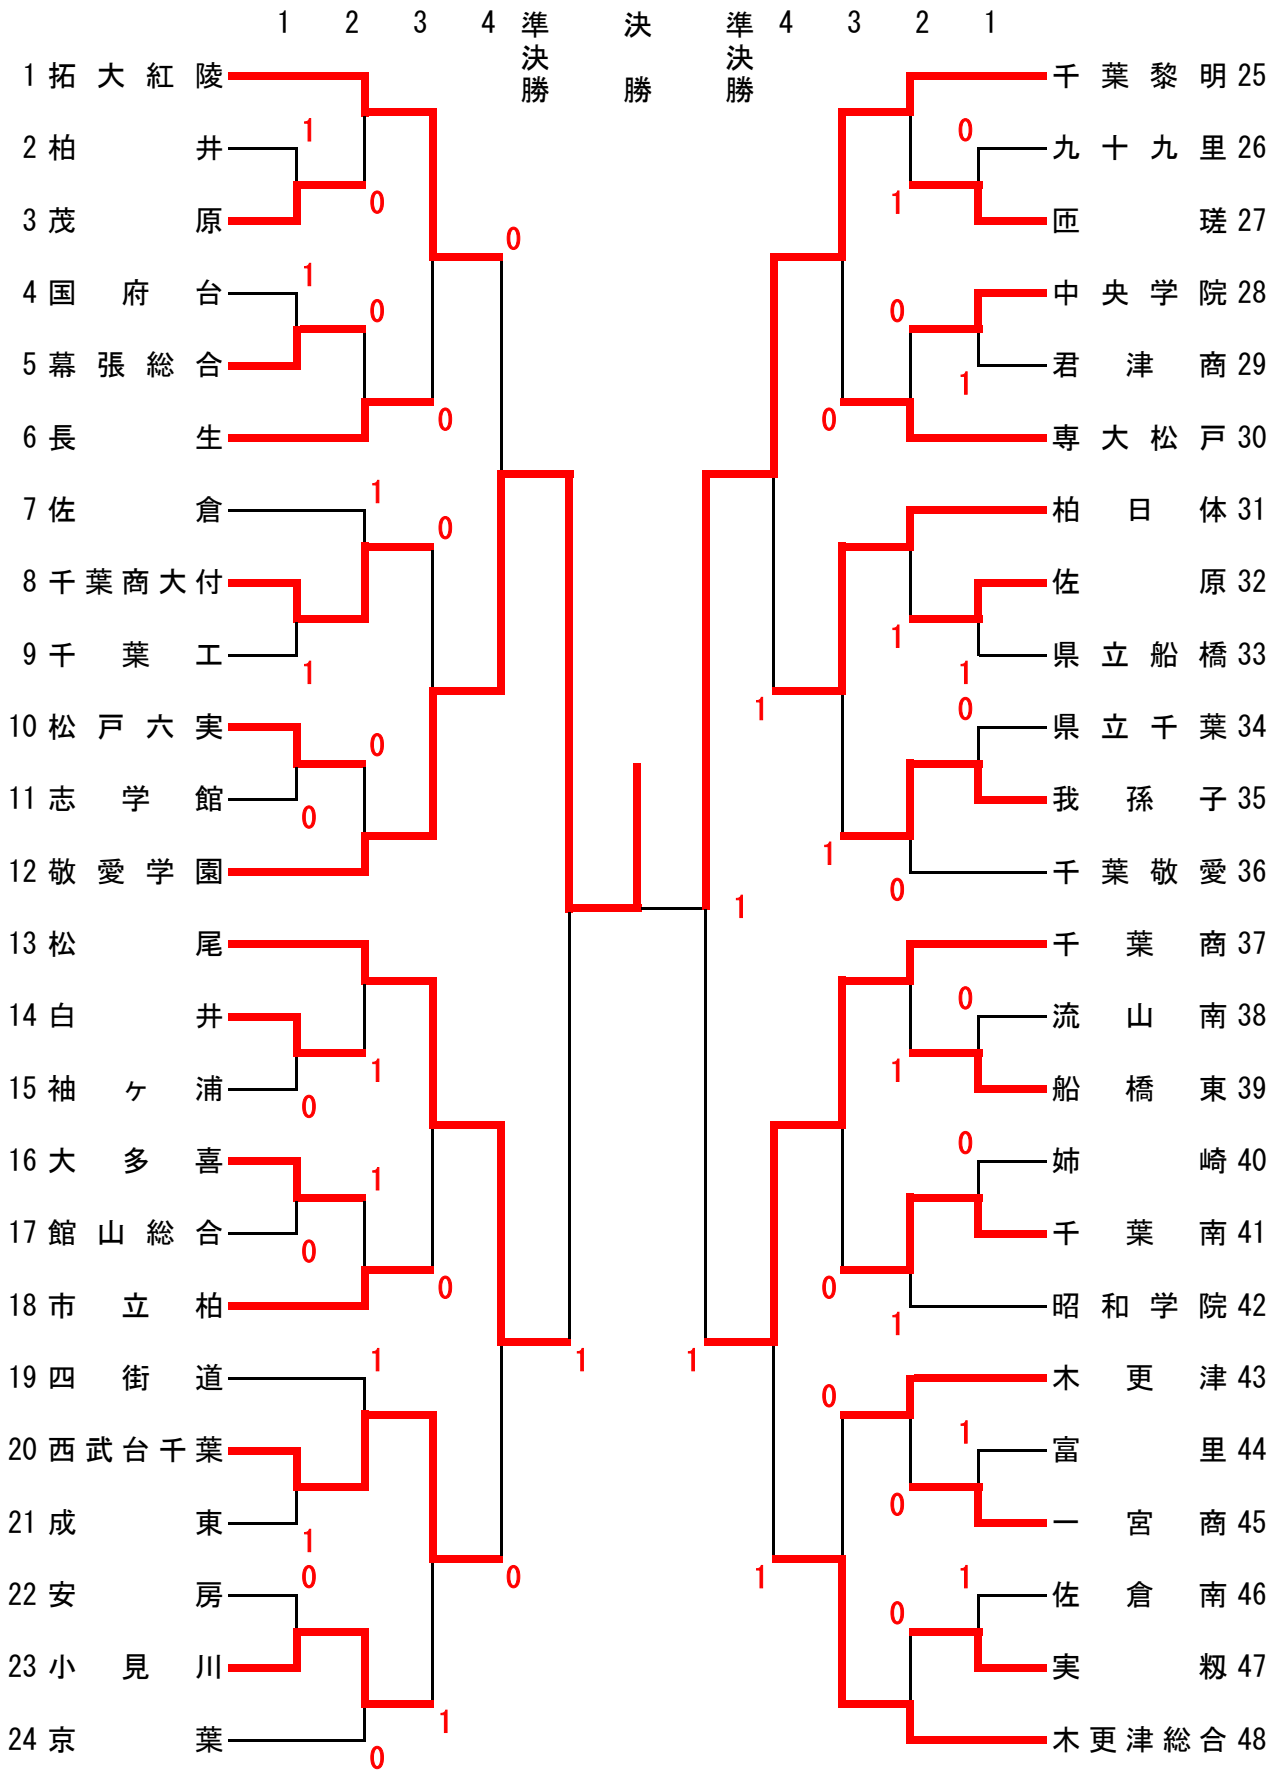 1 2 3 4 準決勝 決勝 準決勝 4 3 2 1
1 拓大紅陵 千葉黎明 25
1 0
2 柏井 九十九里 26
0 1
3 茂原 匝瑳 27
0
1
4 国府台 中央学院 28
0 0
5 幕張総合 君津商 29
1
0 0
6 長生 専大松戸 30
1
7 佐倉 柏日体 31
0
8 千葉商大付 佐原 32
1
9 千葉工 県立船橋 33
1 1
1 0
10 松戸六実 県立千葉 34
0
11 志学館 我孫子 35
0
1
12 敬愛学園 千葉敬愛 36
0
1
13 松尾 千葉商 37
0
14 白井 流山南 38
1 1
15 袖ヶ浦 船橋東 39
0
0
16 大多喜 姉崎 40
1
17 館山総合 千葉南 41
0
0 0
18 市立柏 昭和学院 42
1
1 1 1
19 四街道 木更津 43
0
1
20 西武台千葉 富里 44
0
21 成東 一宮商 45
1
0 0 1 1
22 安房 佐倉南 46
0
23 小見川 実籾 47
1
24 京葉 木更津総合 48
0